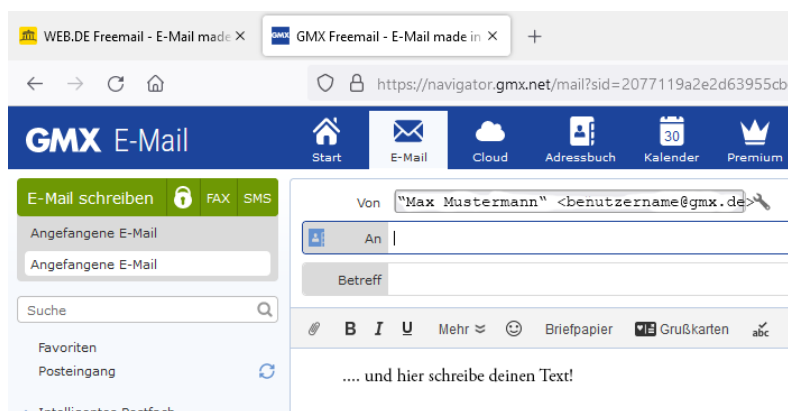 WEB.DE Freemail - E-Mail made
GMX Freemail - E-Mail made in
https://navigator.gmx.net/mail?sid=2077119a2e2d63955cb
GMX E-Mail
Start
E-Mail
Cloud
Adressbuch
30
Kalender
Premium
E-Mail schreiben FAX SMS
Angefangene E-Mail
Angefangene E-Mail
Suche
Favoriten
Posteingang
Intelligentes Postfach
Von "Max Mustermann" <benutzername@gmx.de>
An
Betreff
B I U Mehr Briefpapier Grußkarten abc
.... und hier schreibe deinen Text!